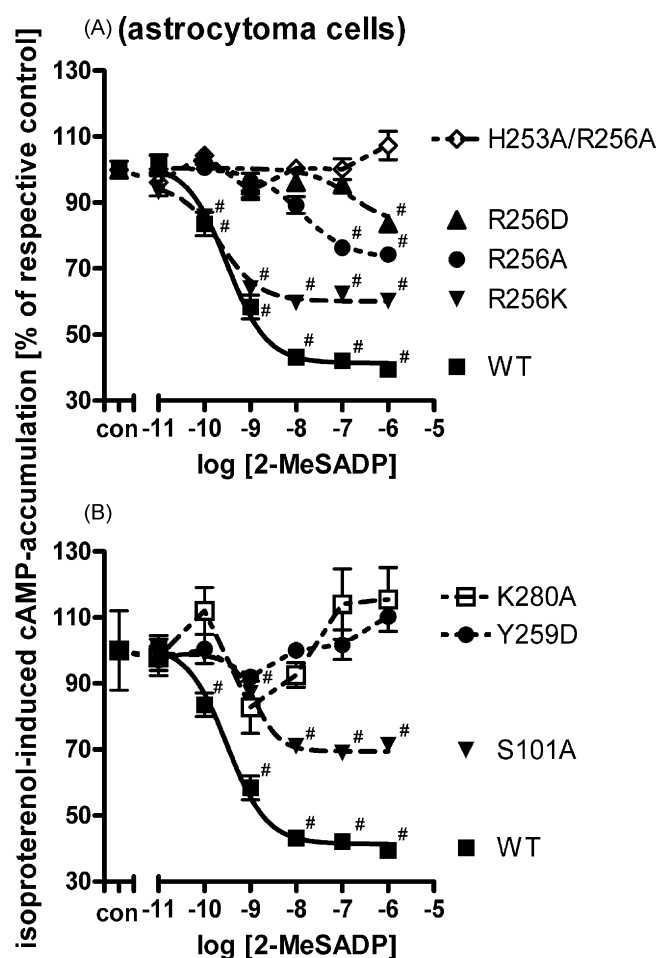 (A) (astrocytoma cells)
isoproterenol-induced cAMP-accumulation [% of respective control]
130
110
90
70
50
30
con -11 -10 -9 -8 -7 -6 -5
log [2-MeSADP]
# # # # # # # # # # # # #
H253A/R256A
R256D
R256A
R256K
WT
(B)
130
110
90
70
50
30
con -11 -10 -9 -8 -7 -6 -5
log [2-MeSADP]
# # # # # # # # #
K280A
Y259D
S101A
WT